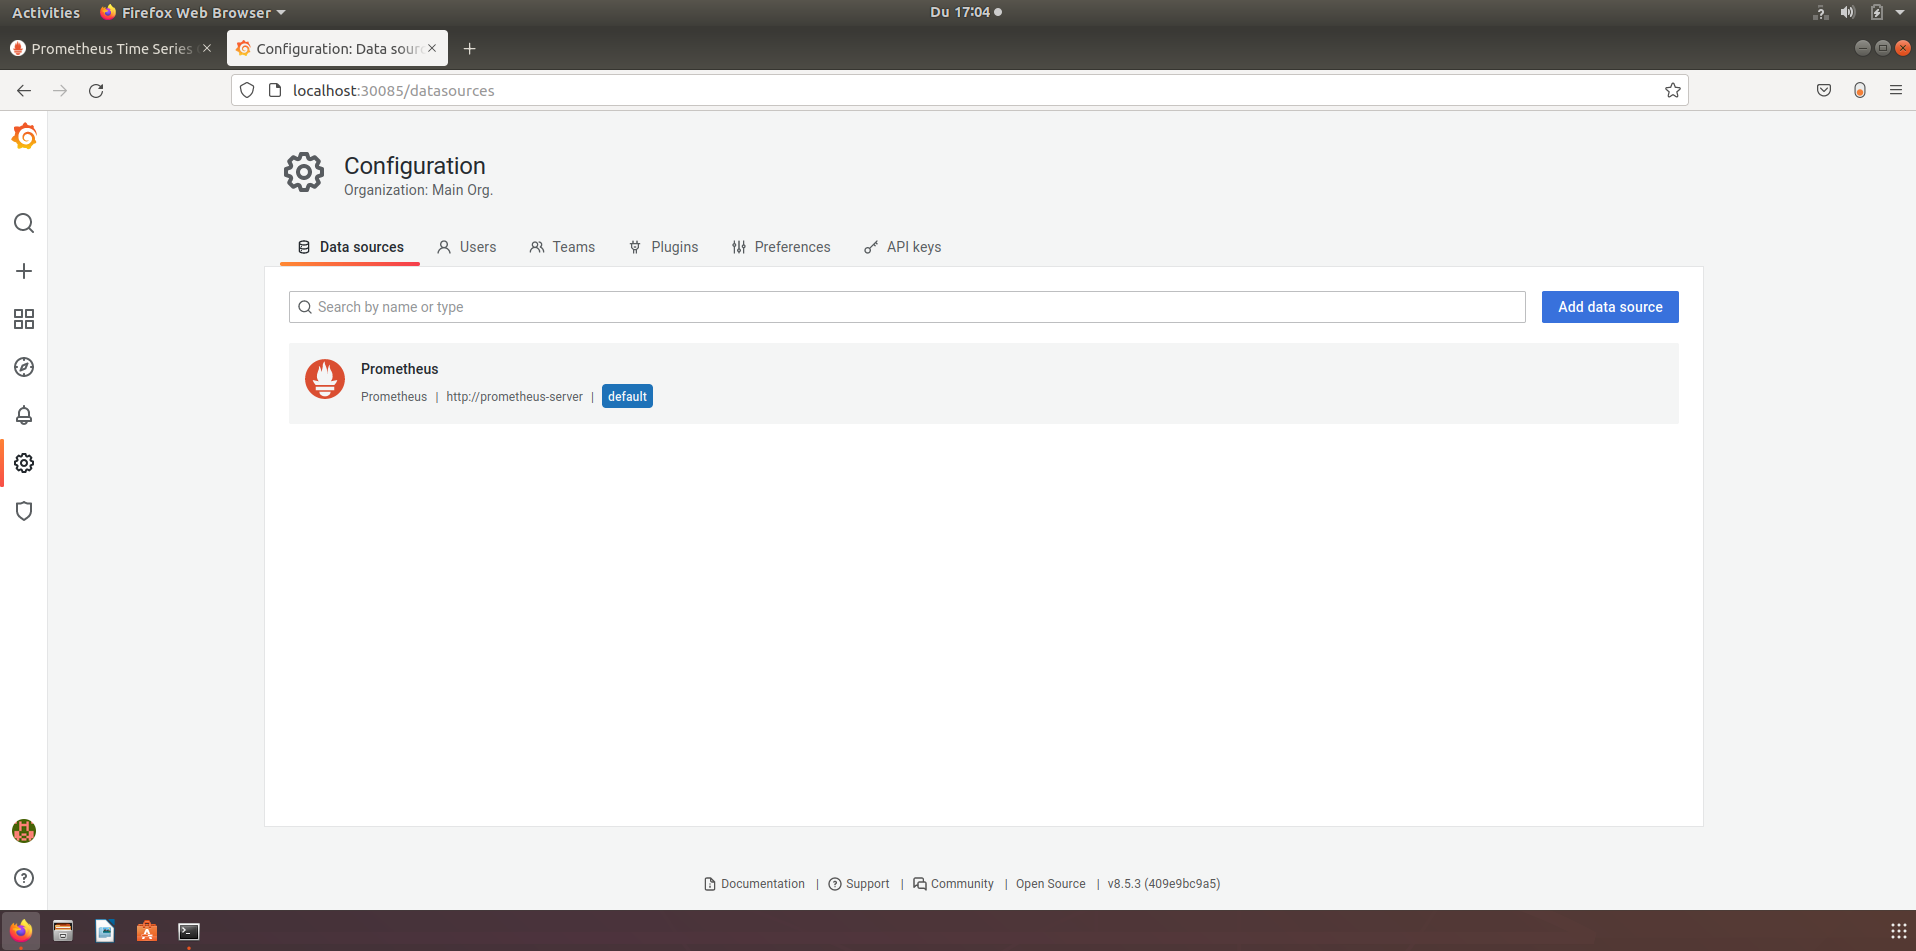 Activities Firefox Web Browser Du 17:04
Prometheus Time Series Configuration: Data sour
localhost:30085/datasources
Configuration
Organization: Main Org.
Data sources Users Teams Plugins Preferences API keys
Search by name or type Add data source
Prometheus
Prometheus | http://prometheus-server | default
Documentation | Support | Community | Open Source | v8.5.3 (409e9bc9a5)